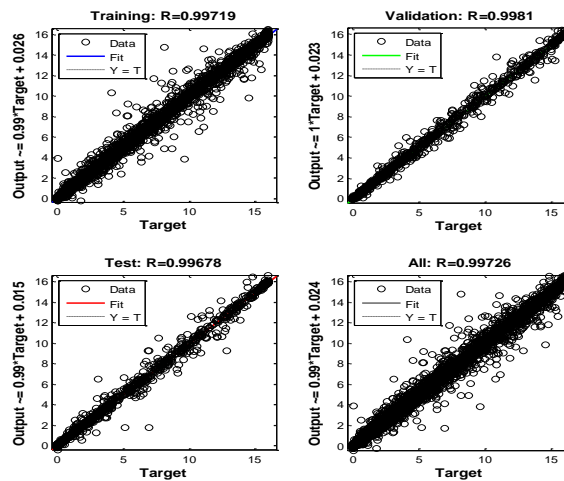 Training: R=0.99719
Output ~= 0.99*Target + 0.026
16
14
12
10
8
6
4
2
0
Data
Fit
Y = T
0
5
10
15
Target
Validation: R=0.9981
Output ~= 1*Target + 0.023
16
14
12
10
8
6
4
2
0
Data
Fit
Y = T
0
5
10
15
Target
Test: R=0.99678
Output ~= 0.99*Target + 0.015
16
14
12
10
8
6
4
2
0
Data
Fit
Y = T
0
5
10
15
Target
All: R=0.99726
Output ~= 0.99*Target + 0.024
16
14
12
10
8
6
4
2
0
Data
Fit
Y = T
0
5
10
15
Target